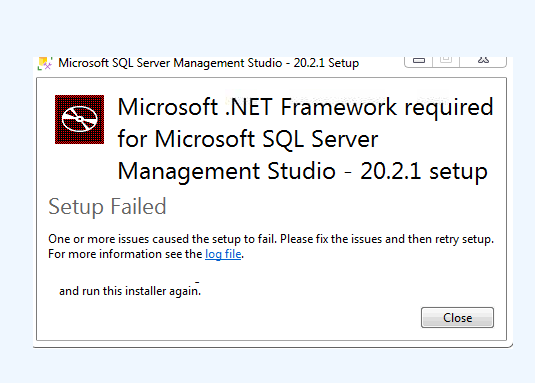 Microsoft SQL Server Management Studio - 20.2.1 Setup
Microsoft .NET Framework required
for Microsoft SQL Server
Management Studio - 20.2.1 setup
Setup Failed
One or more issues caused the setup to fail. Please fix the issues and then retry setup.
For more information see the log file.
and run this installer again.
Close